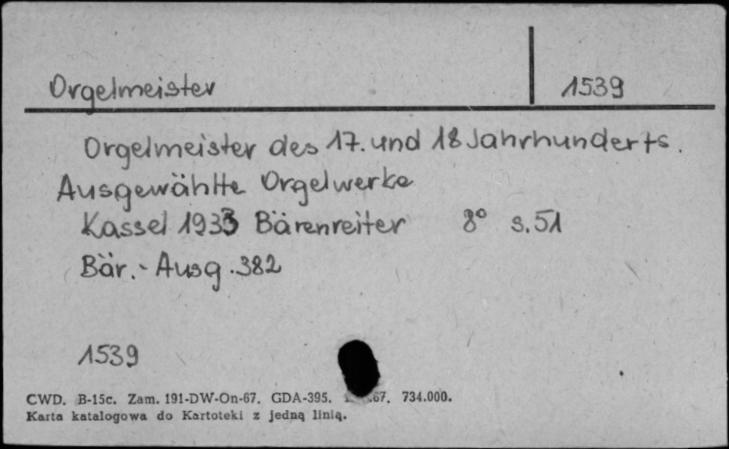 Orgelmeister 1539
Orgelmeister des 17. und 18 Jahrhunderts.
Ausgewählte Orgelwerke
Kassel 1933 Bärenreiter 8° s. 51
Bär.- Ausg. 382
1539
CWD. B-15c. Zam. 191-DW-On-67. GDA-395. 67. 734.000.
Karta katalogowa do Kartoteki z jedną linią.